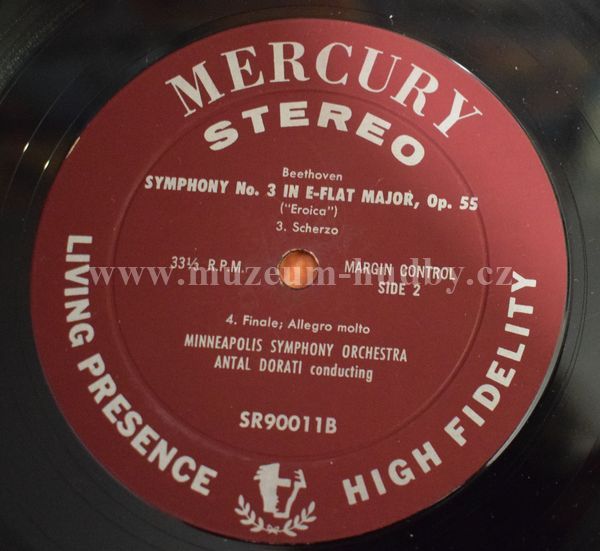 MERCURY
STEREO
Beethoven
SYMPHONY No. 3 IN E-FLAT MAJOR, Op. 55
("Eroica")
3. Scherzo
33⅓ R.P.M.
MARGIN CONTROL
SIDE 2
www.muzeum-hudby.cz
4. Finale; Allegro molto
MINNEAPOLIS SYMPHONY ORCHESTRA
ANTAL DORATI conducting
SR90011B
LIVING PRESENCE
HIGH FIDELITY